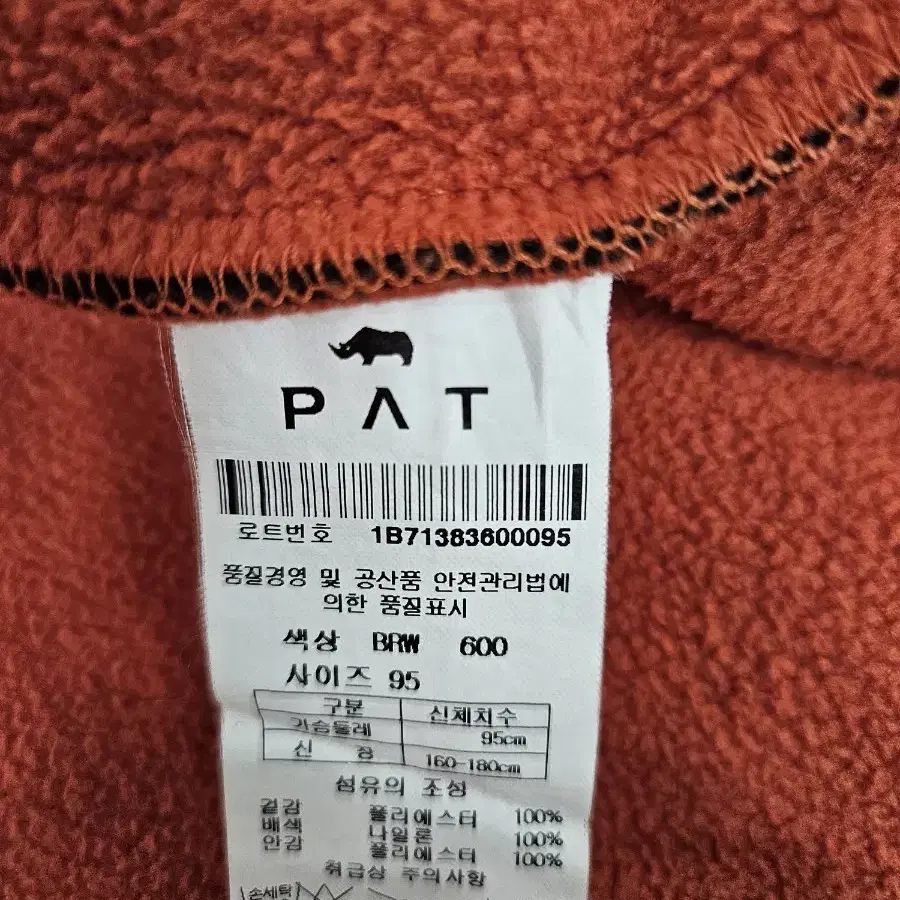 PΛT
로트번호 1B71383600095
품질경영 및 공산품 안전관리법에
의한 품질표시
색상 BRW 600
사이즈 95
구분 신체치수
가슴둘레 95cm
신 장 160-180cm
섬유의 조성
겉감 폴리에스터 100%
배색 나일론 100%
안감 폴리에스터 100%
취급상 주의사항
손세탁